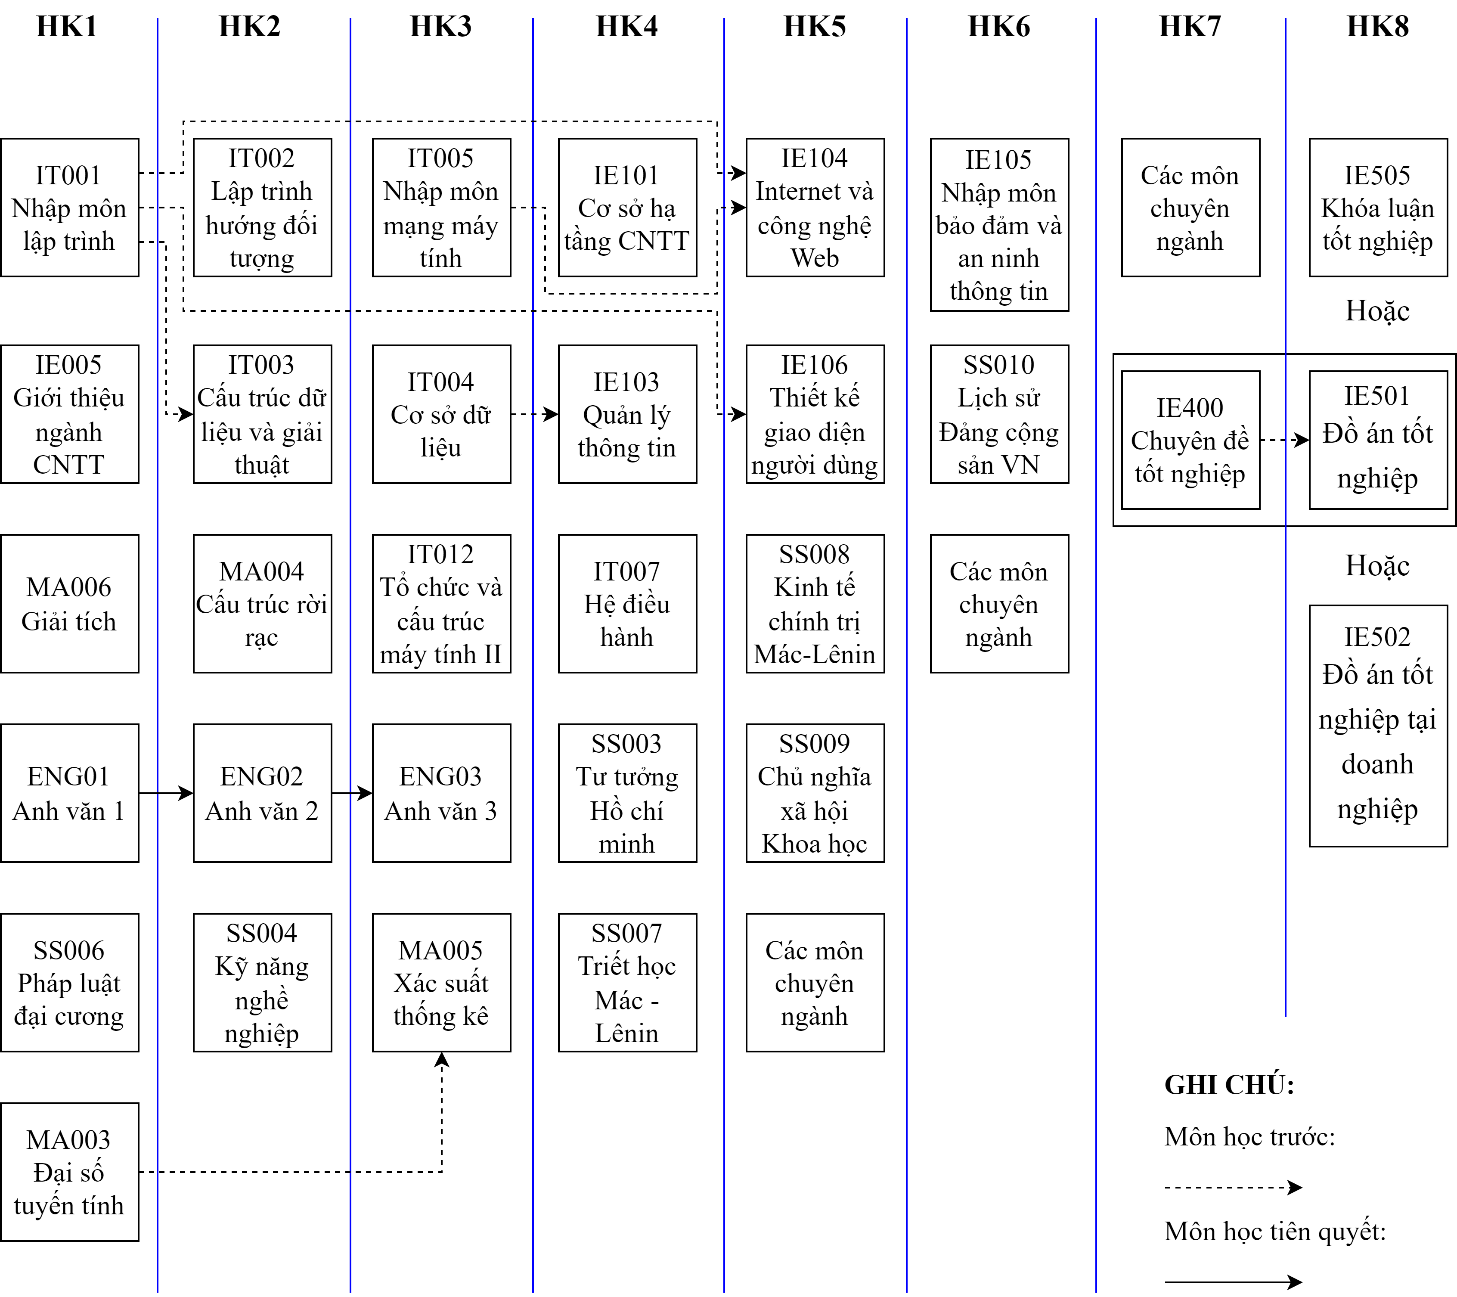 HK1
HK2
HK3
HK4
HK5
HK6
HK7
HK8
IT001
Nhập môn
lập trình
IT002
Lập trình
hướng đối
tượng
IT005
Nhập môn
mạng máy
tính
IE101
Cơ sở hạ
tầng CNTT
IE104
Internet và
công nghệ
Web
IE105
Nhập môn
bảo đảm và
an ninh
thông tin
Các môn
chuyên
ngành
IE505
Khóa luận
tốt nghiệp
Hoặc
IE005
Giới thiệu
ngành
CNTT
IT003
Cấu trúc dữ
liệu và giải
thuật
IT004
Cơ sở dữ
liệu
IE103
Quản lý
thông tin
IE106
Thiết kế
giao diện
người dùng
SS010
Lịch sử
Đảng cộng
sản VN
IE400
Chuyên đề
tốt nghiệp
IE501
Đồ án tốt
nghiệp
Hoặc
MA006
Giải tích
MA004
Cấu trúc rời
rạc
IT012
Tổ chức và
cấu trúc
máy tính II
IT007
Hệ điều
hành
SS008
Kinh tế
chính trị
Mác-Lênin
Các môn
chuyên
ngành
IE502
Đồ án tốt
nghiệp tại
doanh
nghiệp
ENG01
Anh văn 1
ENG02
Anh văn 2
ENG03
Anh văn 3
SS003
Tư tưởng
Hồ chí
minh
SS009
Chủ nghĩa
xã hội
Khoa học
SS006
Pháp luật
đại cương
SS004
Kỹ năng
nghề
nghiệp
MA005
Xác suất
thống kê
SS007
Triết học
Mác -
Lênin
Các môn
chuyên
ngành
MA003
Đại số
tuyến tính
GHI CHÚ:
Môn học trước:
Môn học tiên quyết: